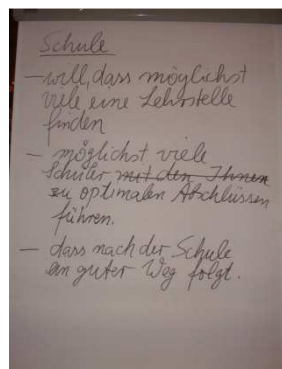 Schule
– will, dass möglichst
viele eine Lehrstelle
finden
– möglichst viele
Schüler mit den Ihnen
zu optimalen Abschlüssen
führen.
– dass nach der Schule
ein guter Weg folgt.